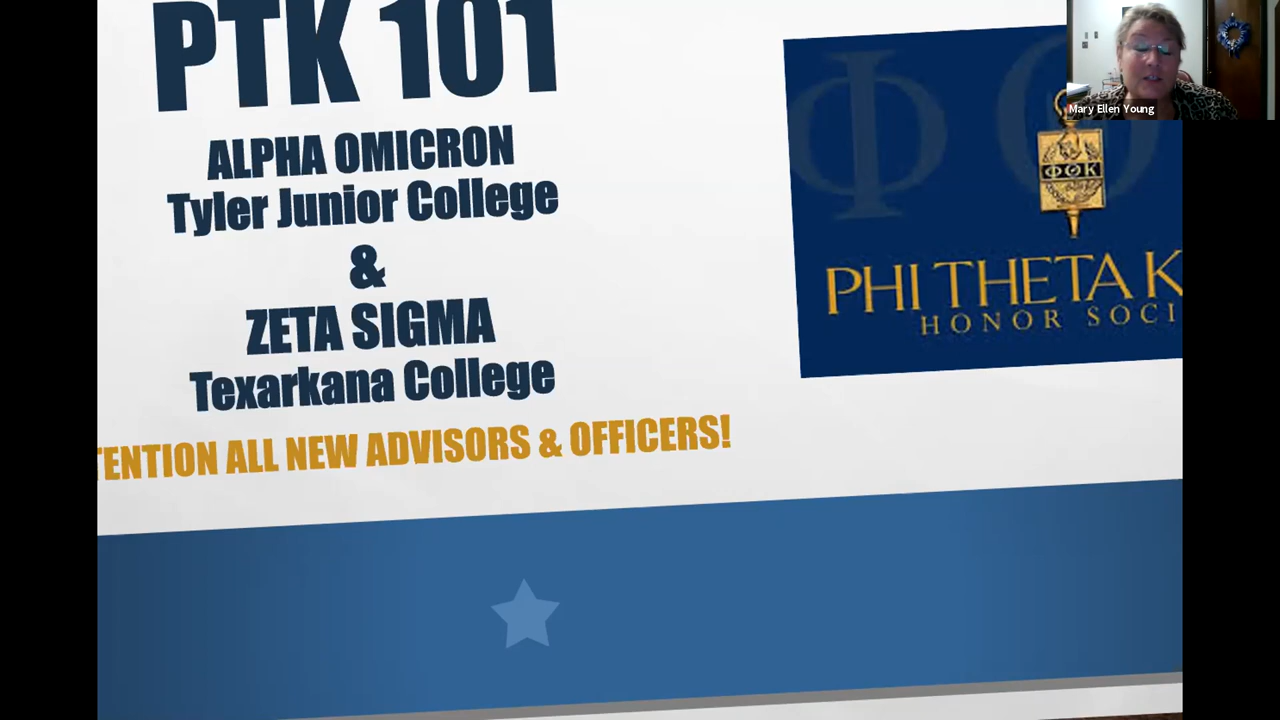 PTK 101
ALPHA OMICRON
Tyler Junior College
&
ZETA SIGMA
Texarkana College
TENTION ALL NEW ADVISORS & OFFICERS!
Φ Θ
ΦΘΚ
PHI THETA K
HONOR SOCI
Mary Ellen Young